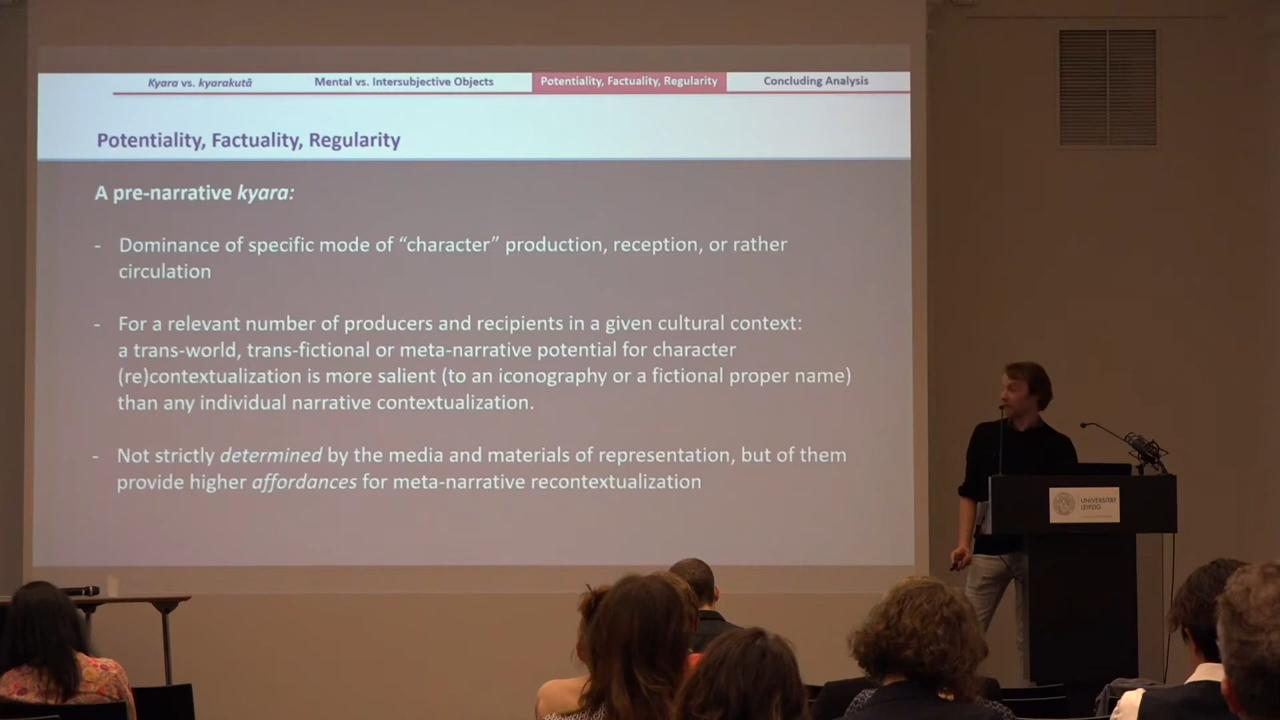 Kyara vs. kyarakutā
Mental vs. Intersubjective Objects
Potentiality, Factuality, Regularity
Concluding Analysis
Potentiality, Factuality, Regularity
A pre-narrative kyara:
- Dominance of specific mode of “character” production, reception, or rather
circulation
- For a relevant number of producers and recipients in a given cultural context:
a trans-world, trans-fictional or meta-narrative potential for character
(re)contextualization is more salient (to an iconography or a fictional proper name)
than any individual narrative contextualization.
- Not strictly determined by the media and materials of representation, but of them
provide higher affordances for meta-narrative recontextualization
UNIVERSITÄT
LEIPZIG